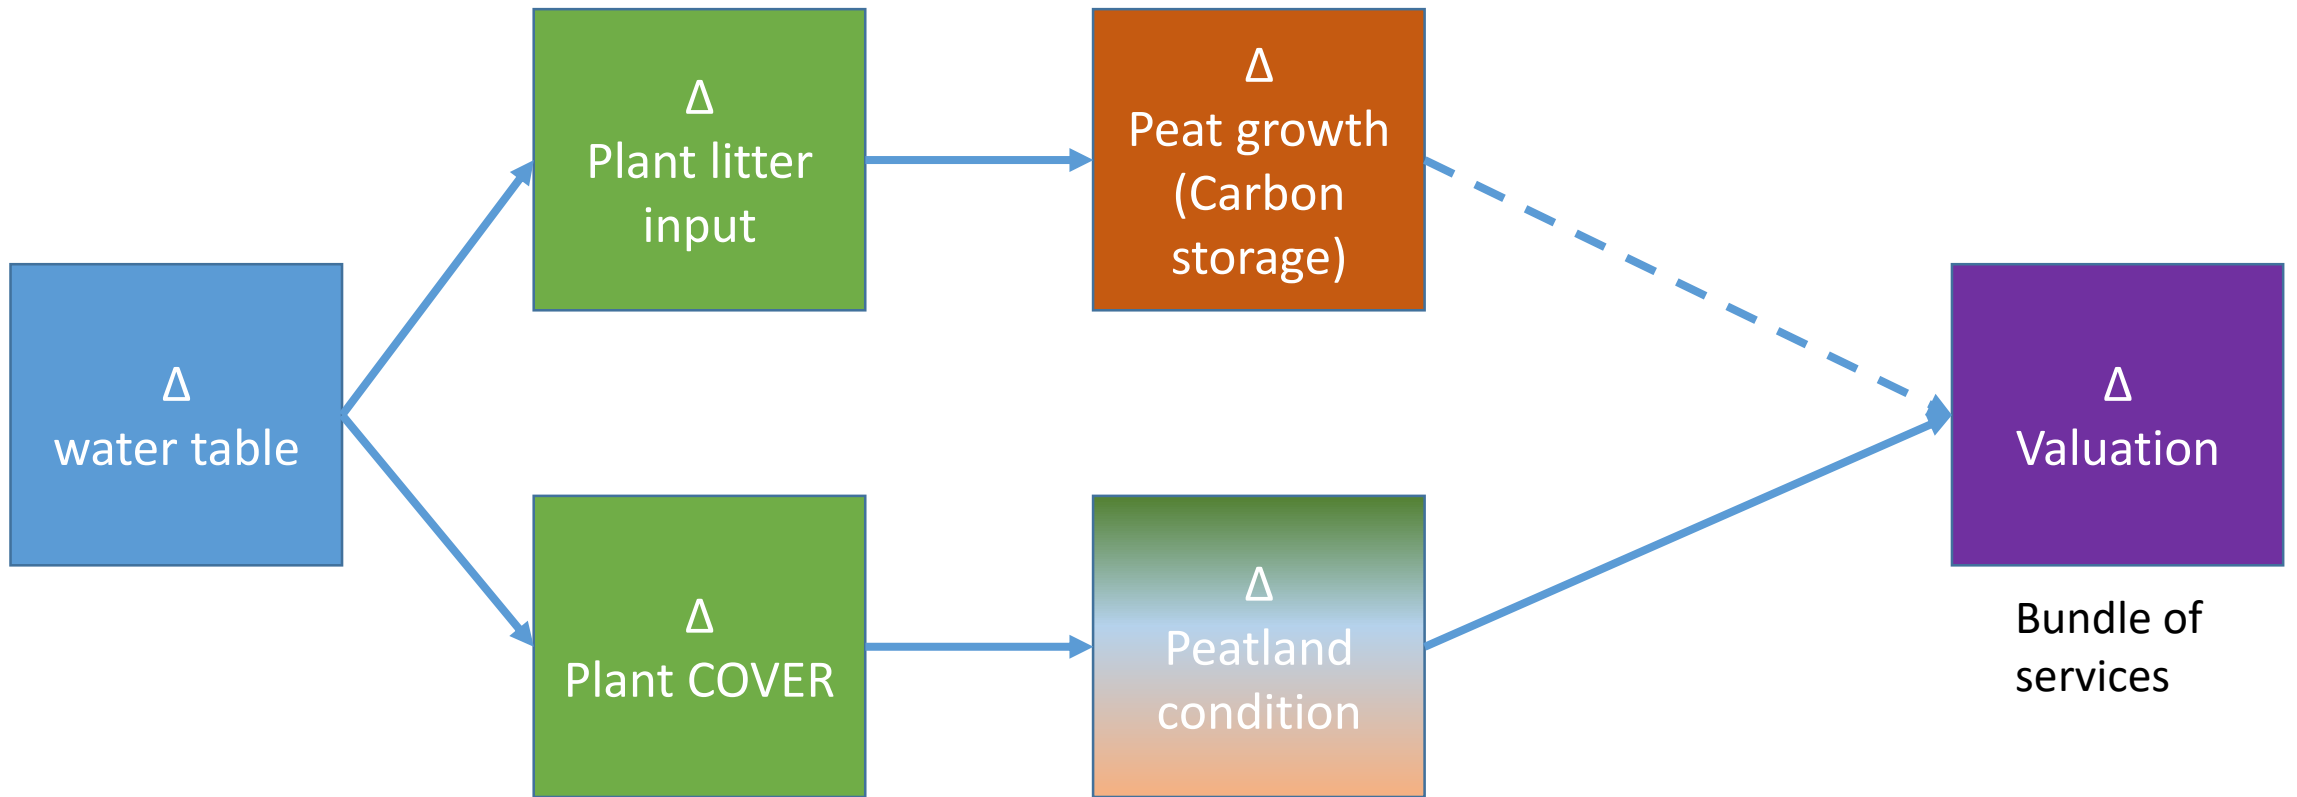 Δ
water table
Δ
Plant litter
input
Δ
Peat growth
(Carbon
storage)
Δ
Plant COVER
Δ
Peatland
condition
Δ
Valuation
Bundle of
services